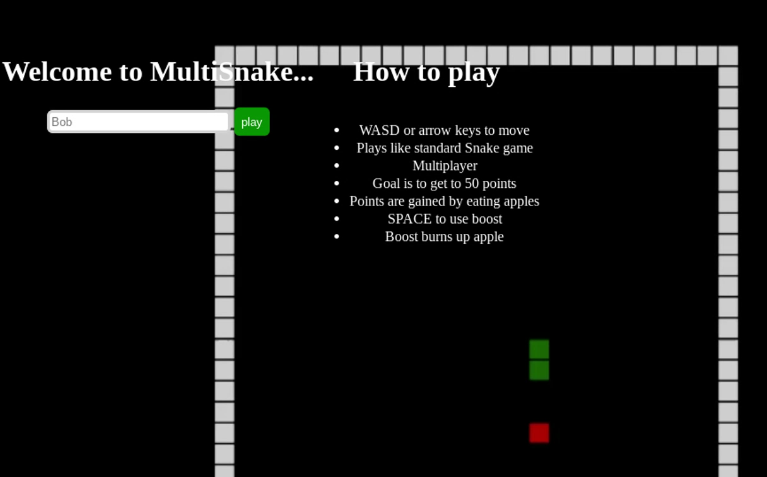 Welcome to MultiSnake...
Bob
play
How to play
WASD or arrow keys to move
Plays like standard Snake game
Multiplayer
Goal is to get to 50 points
Points are gained by eating apples
SPACE to use boost
Boost burns up apple